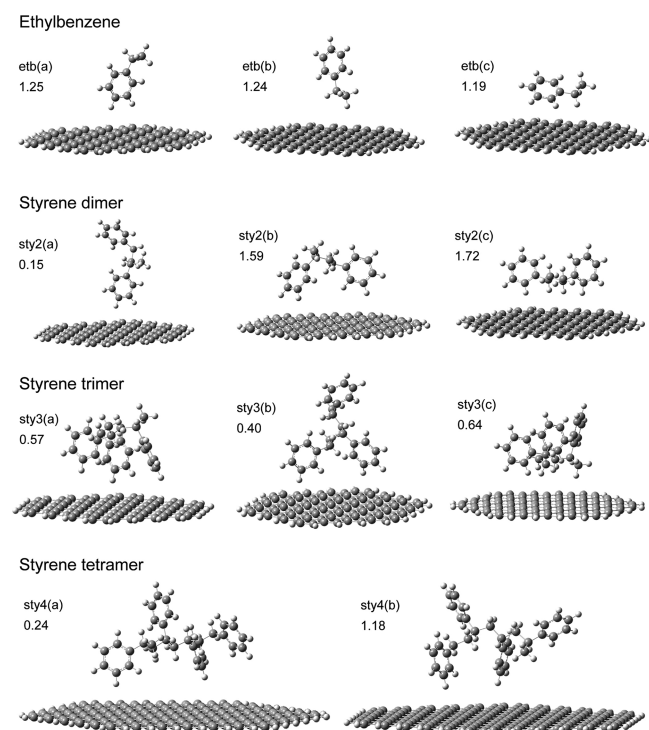 Ethylbenzene
etb(a) etb(b) etb(c)
1.25 1.24 1.19
Styrene dimer
sty2(a) sty2(b) sty2(c)
0.15 1.59 1.72
Styrene trimer
sty3(a) sty3(b) sty3(c)
0.57 0.40 0.64
Styrene tetramer
sty4(a) sty4(b)
0.24 1.18